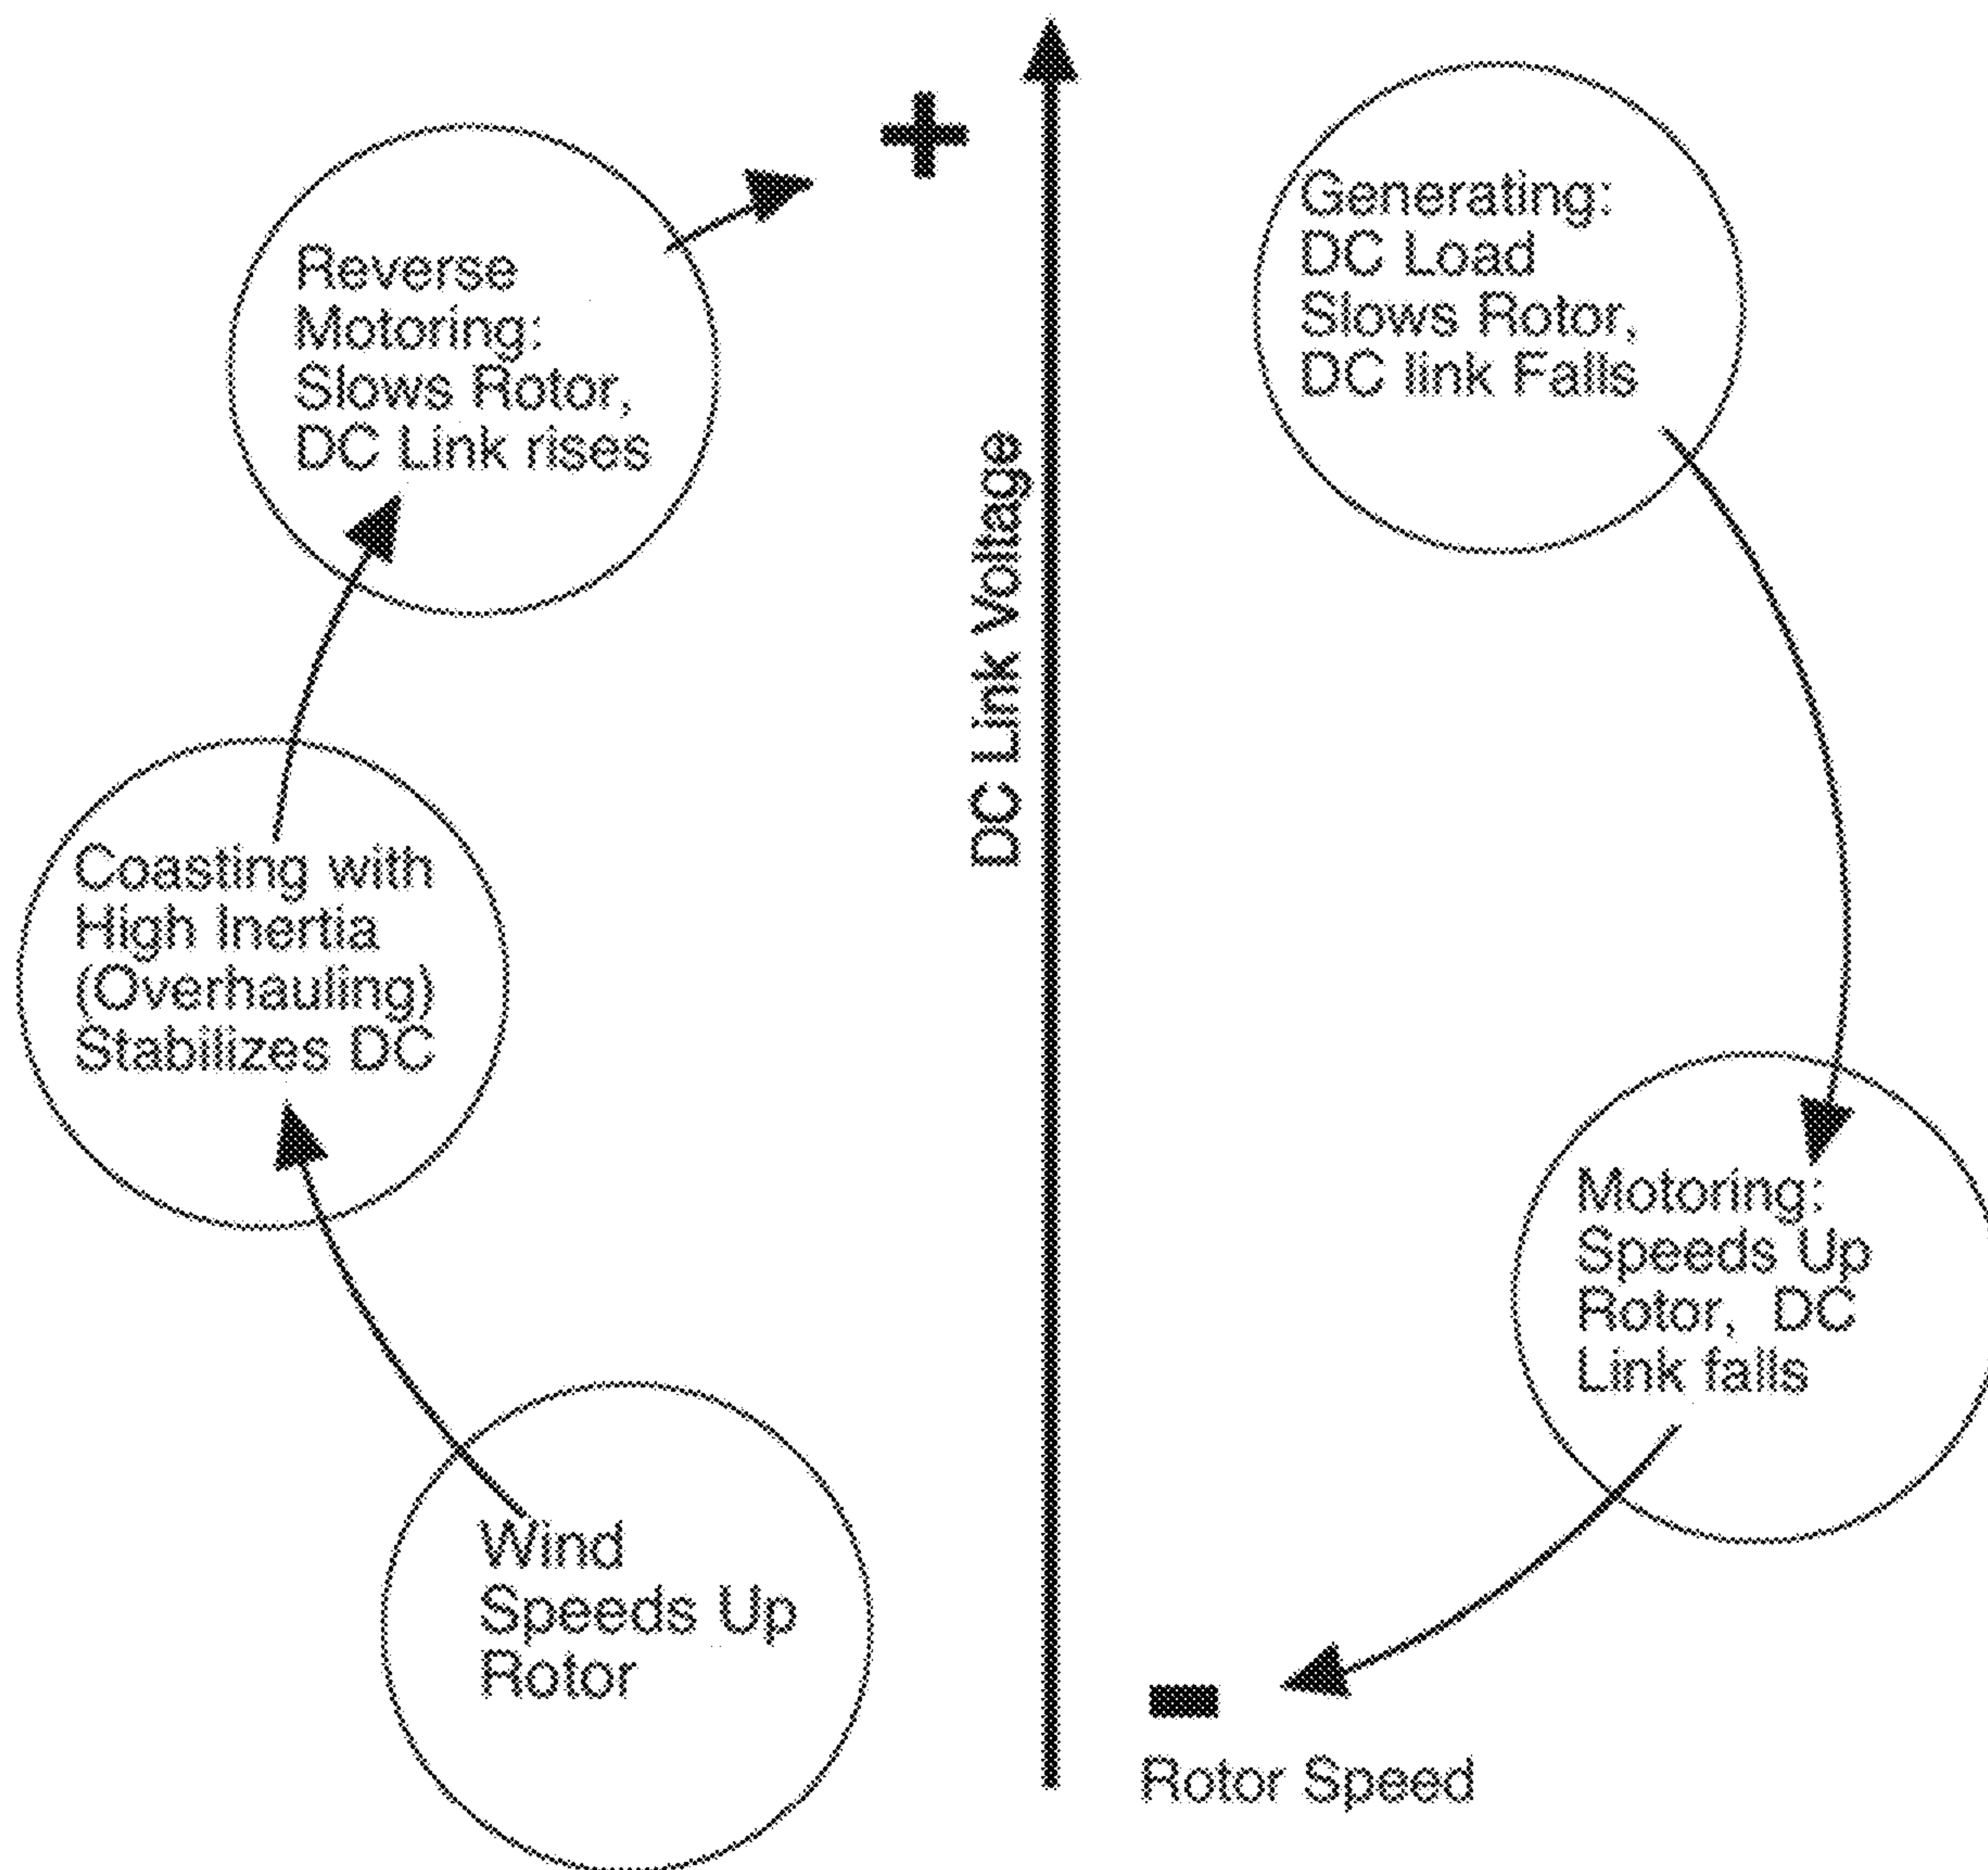 +
Reverse
Motoring:
Slows Rotor,
DC Link rises
Coasting with
High Inertia
(Overhauling)
Stabilizes DC
Wind
Speeds Up
Rotor
DC Link Voltage
Generating:
DC Load
Slows Rotor,
DC link Falls
Motoring:
Speeds Up
Rotor, DC
Link falls
-
Rotor Speed